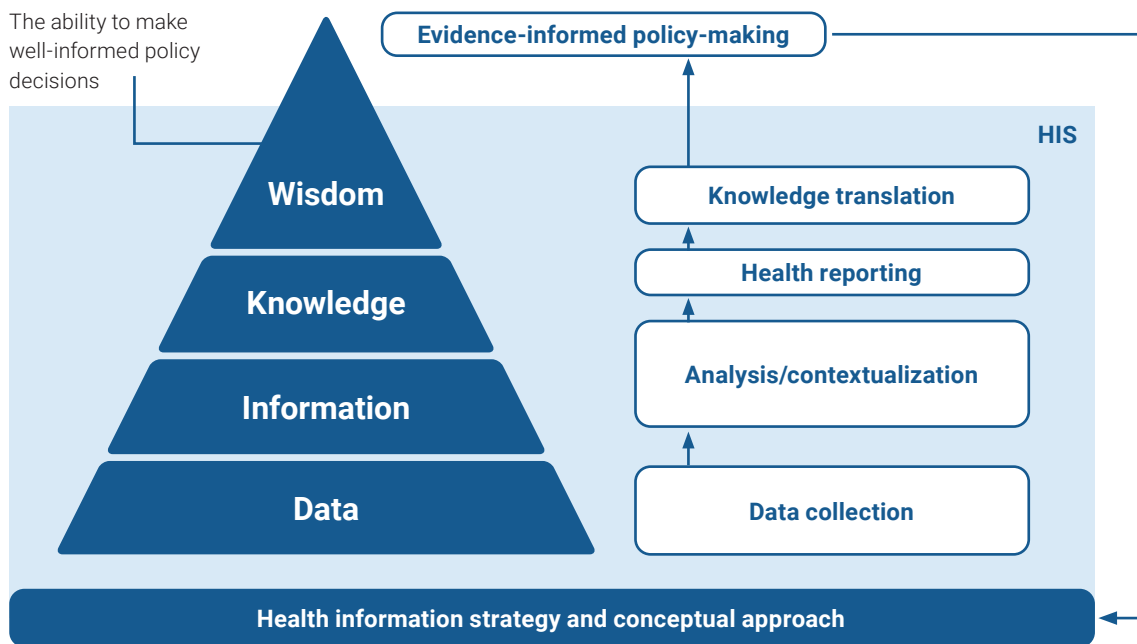 The ability to make
well-informed policy
decisions
Evidence-informed policy-making
HIS
Wisdom
Knowledge translation
Health reporting
Knowledge
Analysis/contextualization
Information
Data
Data collection
Health information strategy and conceptual approach